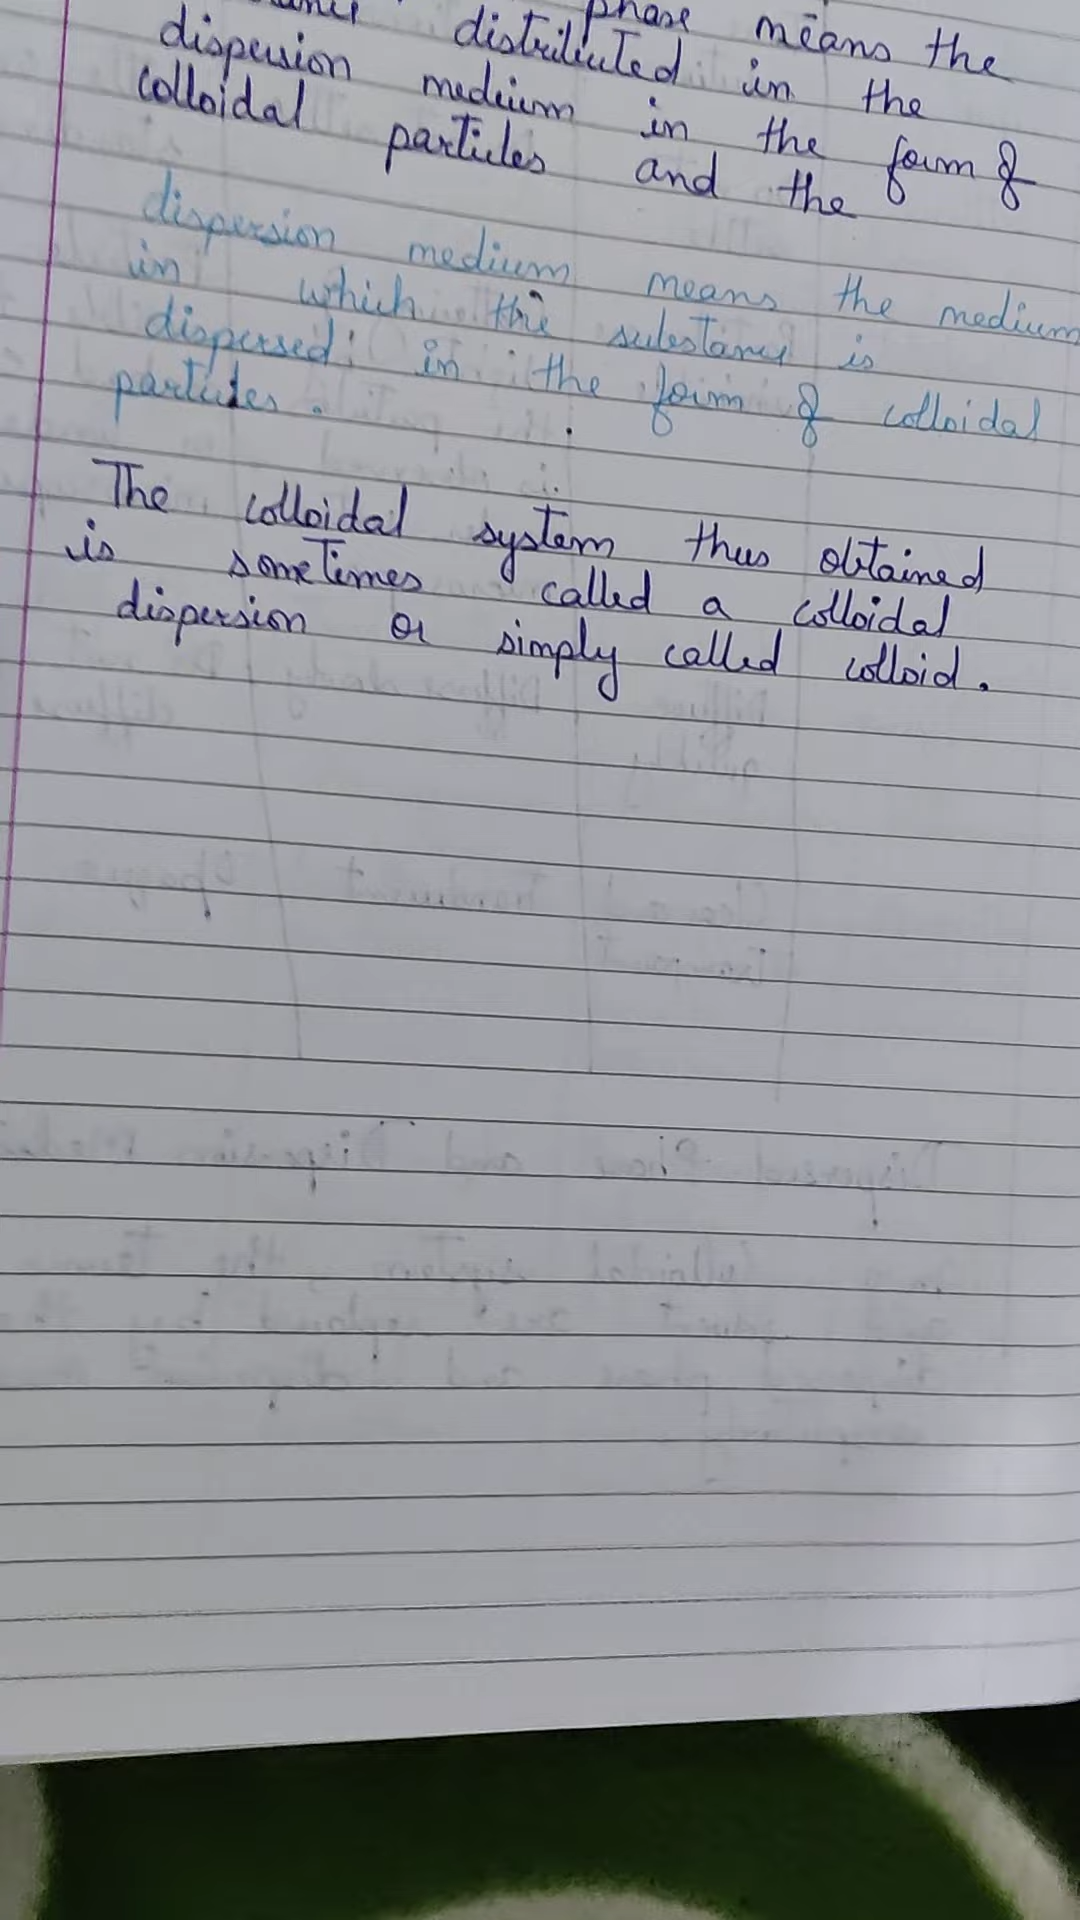 phase means the
distributed in the
dispersion medium in the form of
colloidal particles and the
dispersion medium means the medium
in which the substance is
dispersed in the form of colloidal
particles.
The colloidal system thus obtained
is sometimes called a colloidal
dispersion or simply called colloid.